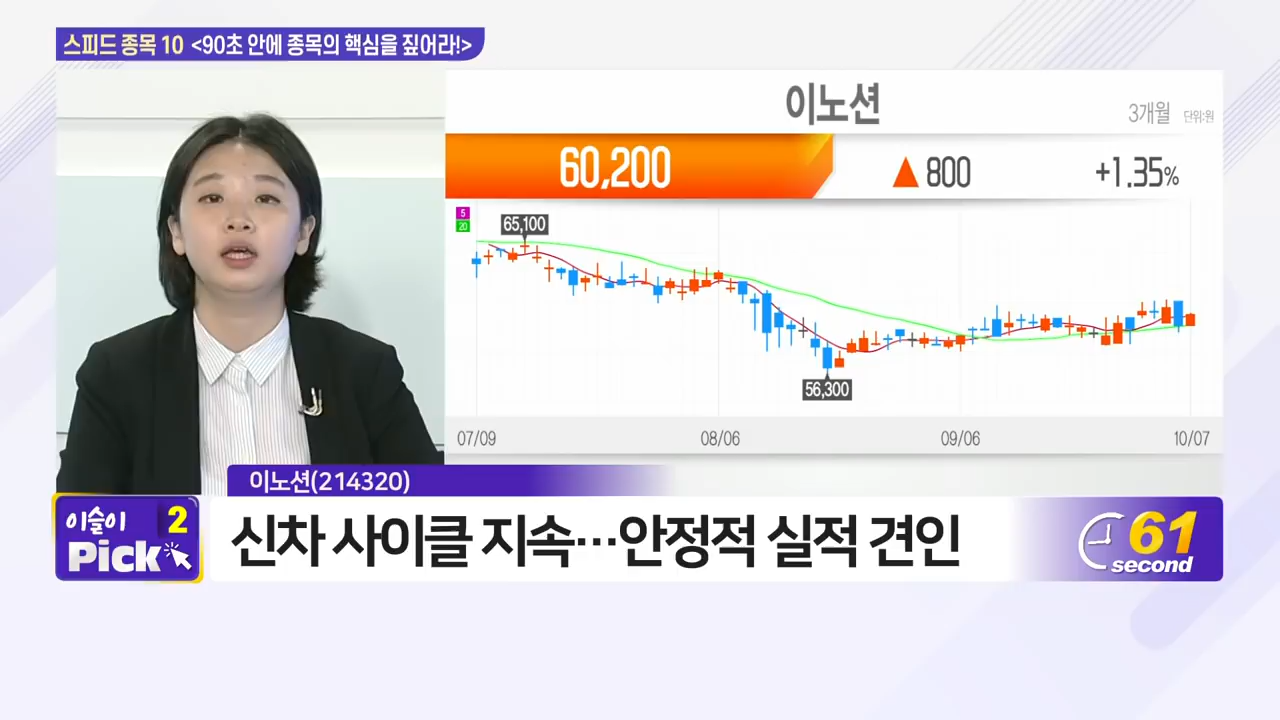 스피드 종목 10 <90초 안에 종목의 핵심을 짚어라!>
이노션
3개월 단위:원
60,200
▲ 800
+1.35%
5
20
65,100
56,300
07/09
08/06
09/06
10/07
이노션(214320)
이슬이 2
Pick
신차 사이클 지속…안정적 실적 견인
61
second